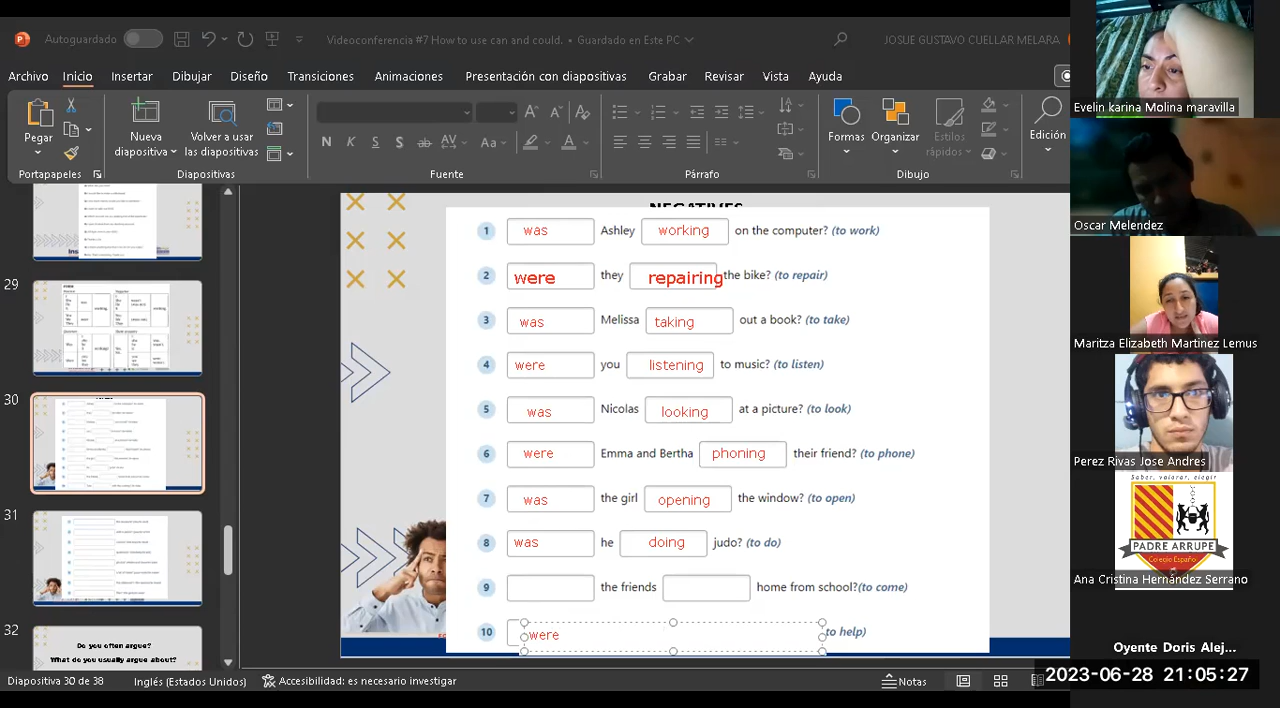 Autoguardado
Videoconferencia #7 How to use can and could. • Guardado en Este PC
JOSUE GUSTAVO CUELLAR MELARA
Archivo Inicio Insertar Dibujar Diseño Transiciones Animaciones Presentación con diapositivas Grabar Revisar Vista Ayuda
Pegar
Nueva diapositiva
Volver a usar las diapositivas
N K S S ab AV Aa A
Formas Organizar Estilos rápidos Edición
Portapapeles Diapositivas Fuente Párrafo Dibujo
29
30
31
32
Do you often argue?
What do you usually argue about?
NEGATIVES
1 was Ashley working on the computer? (to work)
2 were they repairing the bike? (to repair)
3 was Melissa taking out a book? (to take)
4 were you listening to music? (to listen)
5 was Nicolas looking at a picture? (to look)
6 were Emma and Bertha phoning their friend? (to phone)
7 was the girl opening the window? (to open)
8 was he doing judo? (to do)
9 the friends home from school?(to come)
10 were to help)
Evelin karina Molina maravilla
Oscar Melendez
Maritza Elizabeth Martinez Lemus
Perez Rivas Jose Andres
Saber, valorar, elegir
PADRE ARRUPE
Colegio Español
Ana Cristina Hernández Serrano
Oyente Doris Alej...
2023-06-28 21:05:27
Diapositiva 30 de 38 Inglés (Estados Unidos) Accesibilidad: es necesario investigar Notas